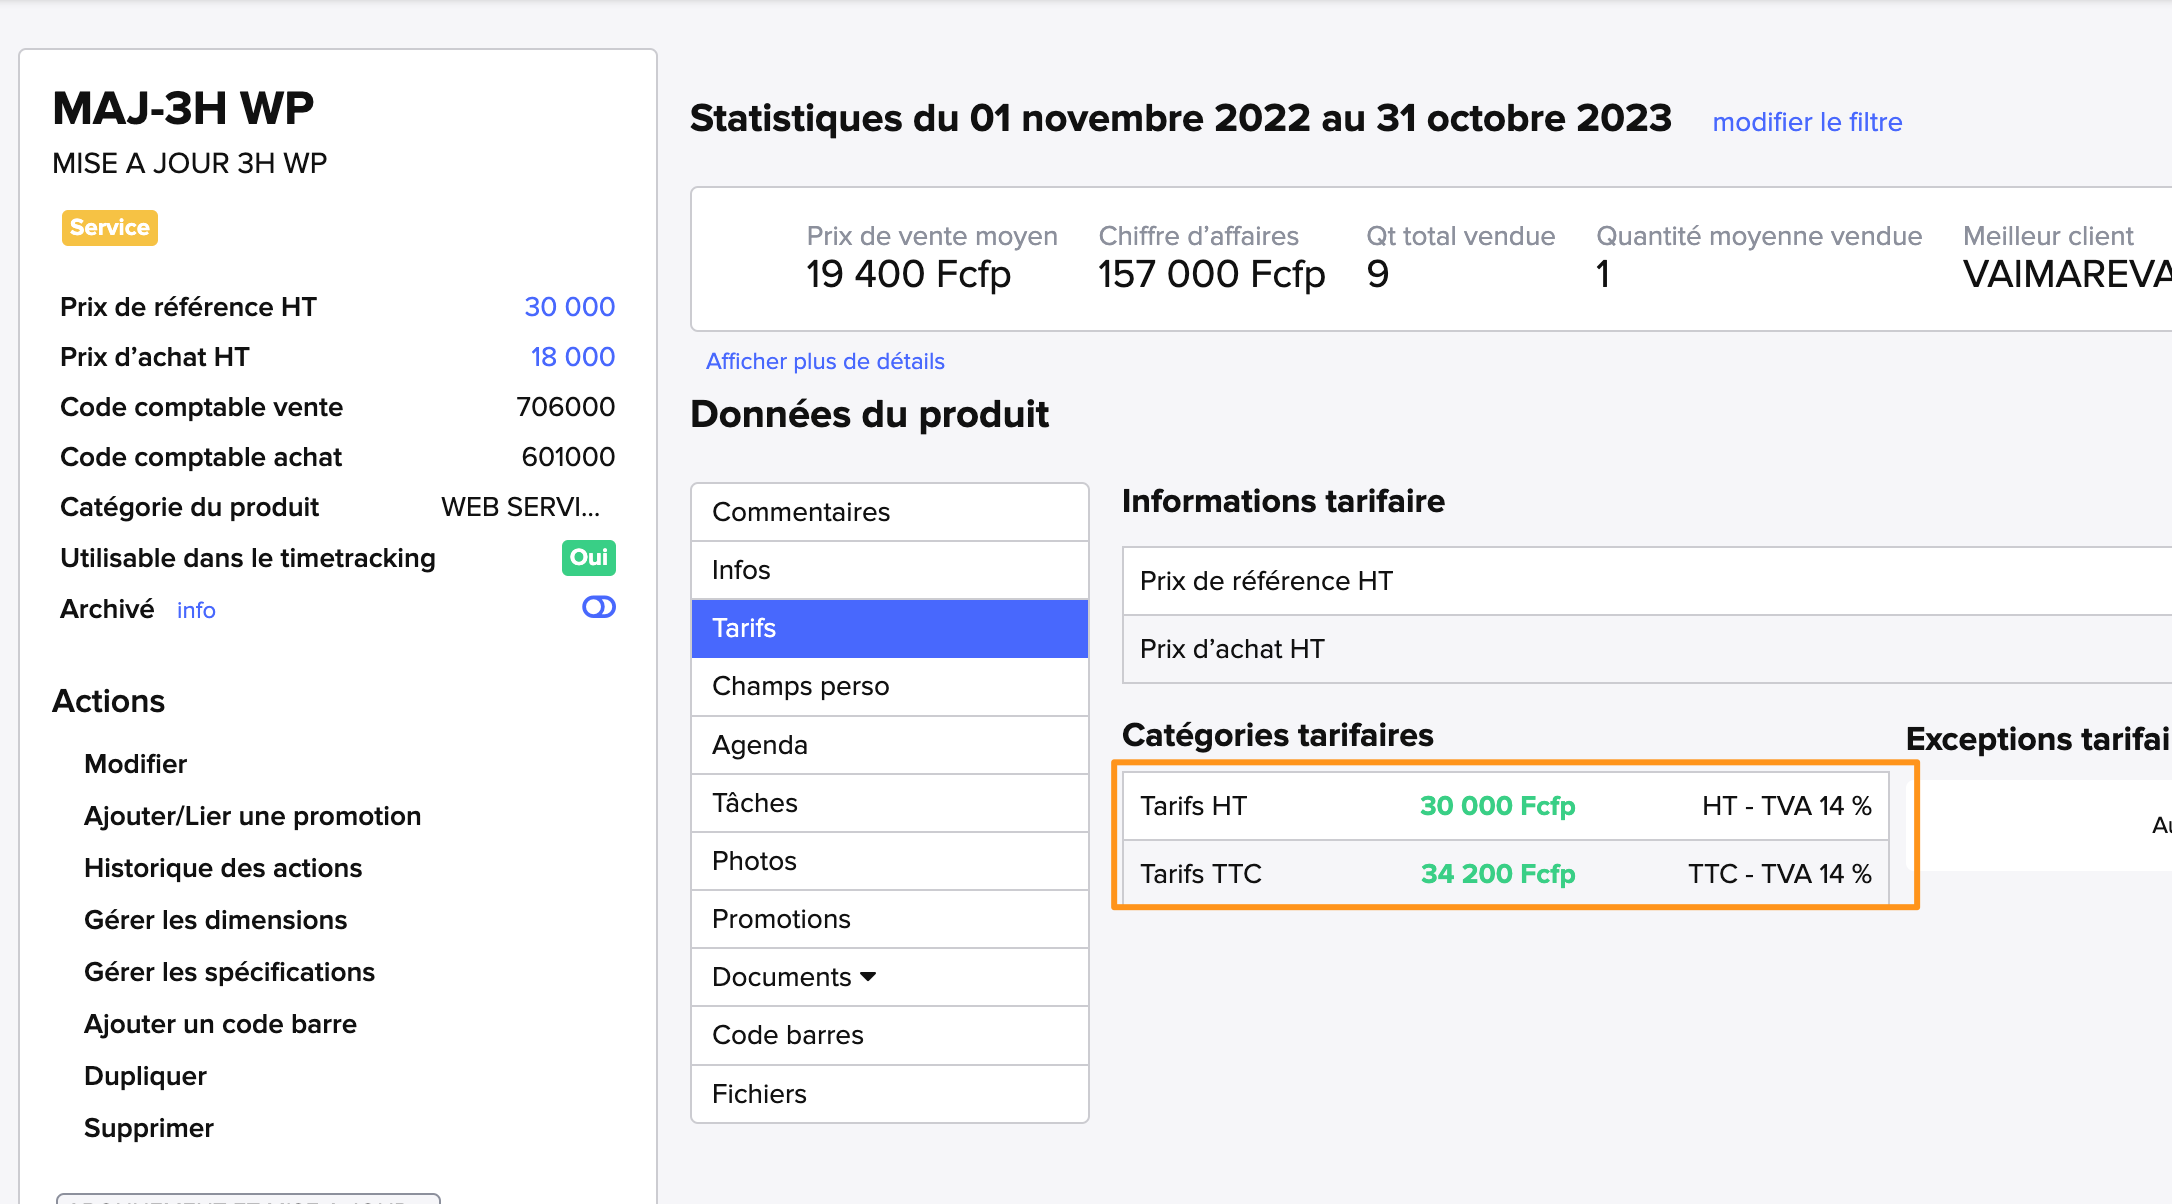 MAJ-3H WP
MISE A JOUR 3H WP
Service
Prix de référence HT 30 000
Prix d’achat HT 18 000
Code comptable vente 706000
Code comptable achat 601000
Catégorie du produit WEB SERVI...
Utilisable dans le timetracking Oui
Archivé info
Actions
Modifier
Ajouter/Lier une promotion
Historique des actions
Gérer les dimensions
Gérer les spécifications
Ajouter un code barre
Dupliquer
Supprimer
Statistiques du 01 novembre 2022 au 31 octobre 2023 modifier le filtre
Prix de vente moyen Chiffre d’affaires Qt total vendue Quantité moyenne vendue Meilleur client
19 400 Fcfp 157 000 Fcfp 9 1 VAIMAREVA
Afficher plus de détails
Données du produit
Commentaires
Infos
Tarifs
Champs perso
Agenda
Tâches
Photos
Promotions
Documents
Code barres
Fichiers
Informations tarifaire
Prix de référence HT
Prix d’achat HT
Catégories tarifaires
Tarifs HT 30 000 Fcfp HT - TVA 14 %
Tarifs TTC 34 200 Fcfp TTC - TVA 14 %
Exceptions tarifai
Au